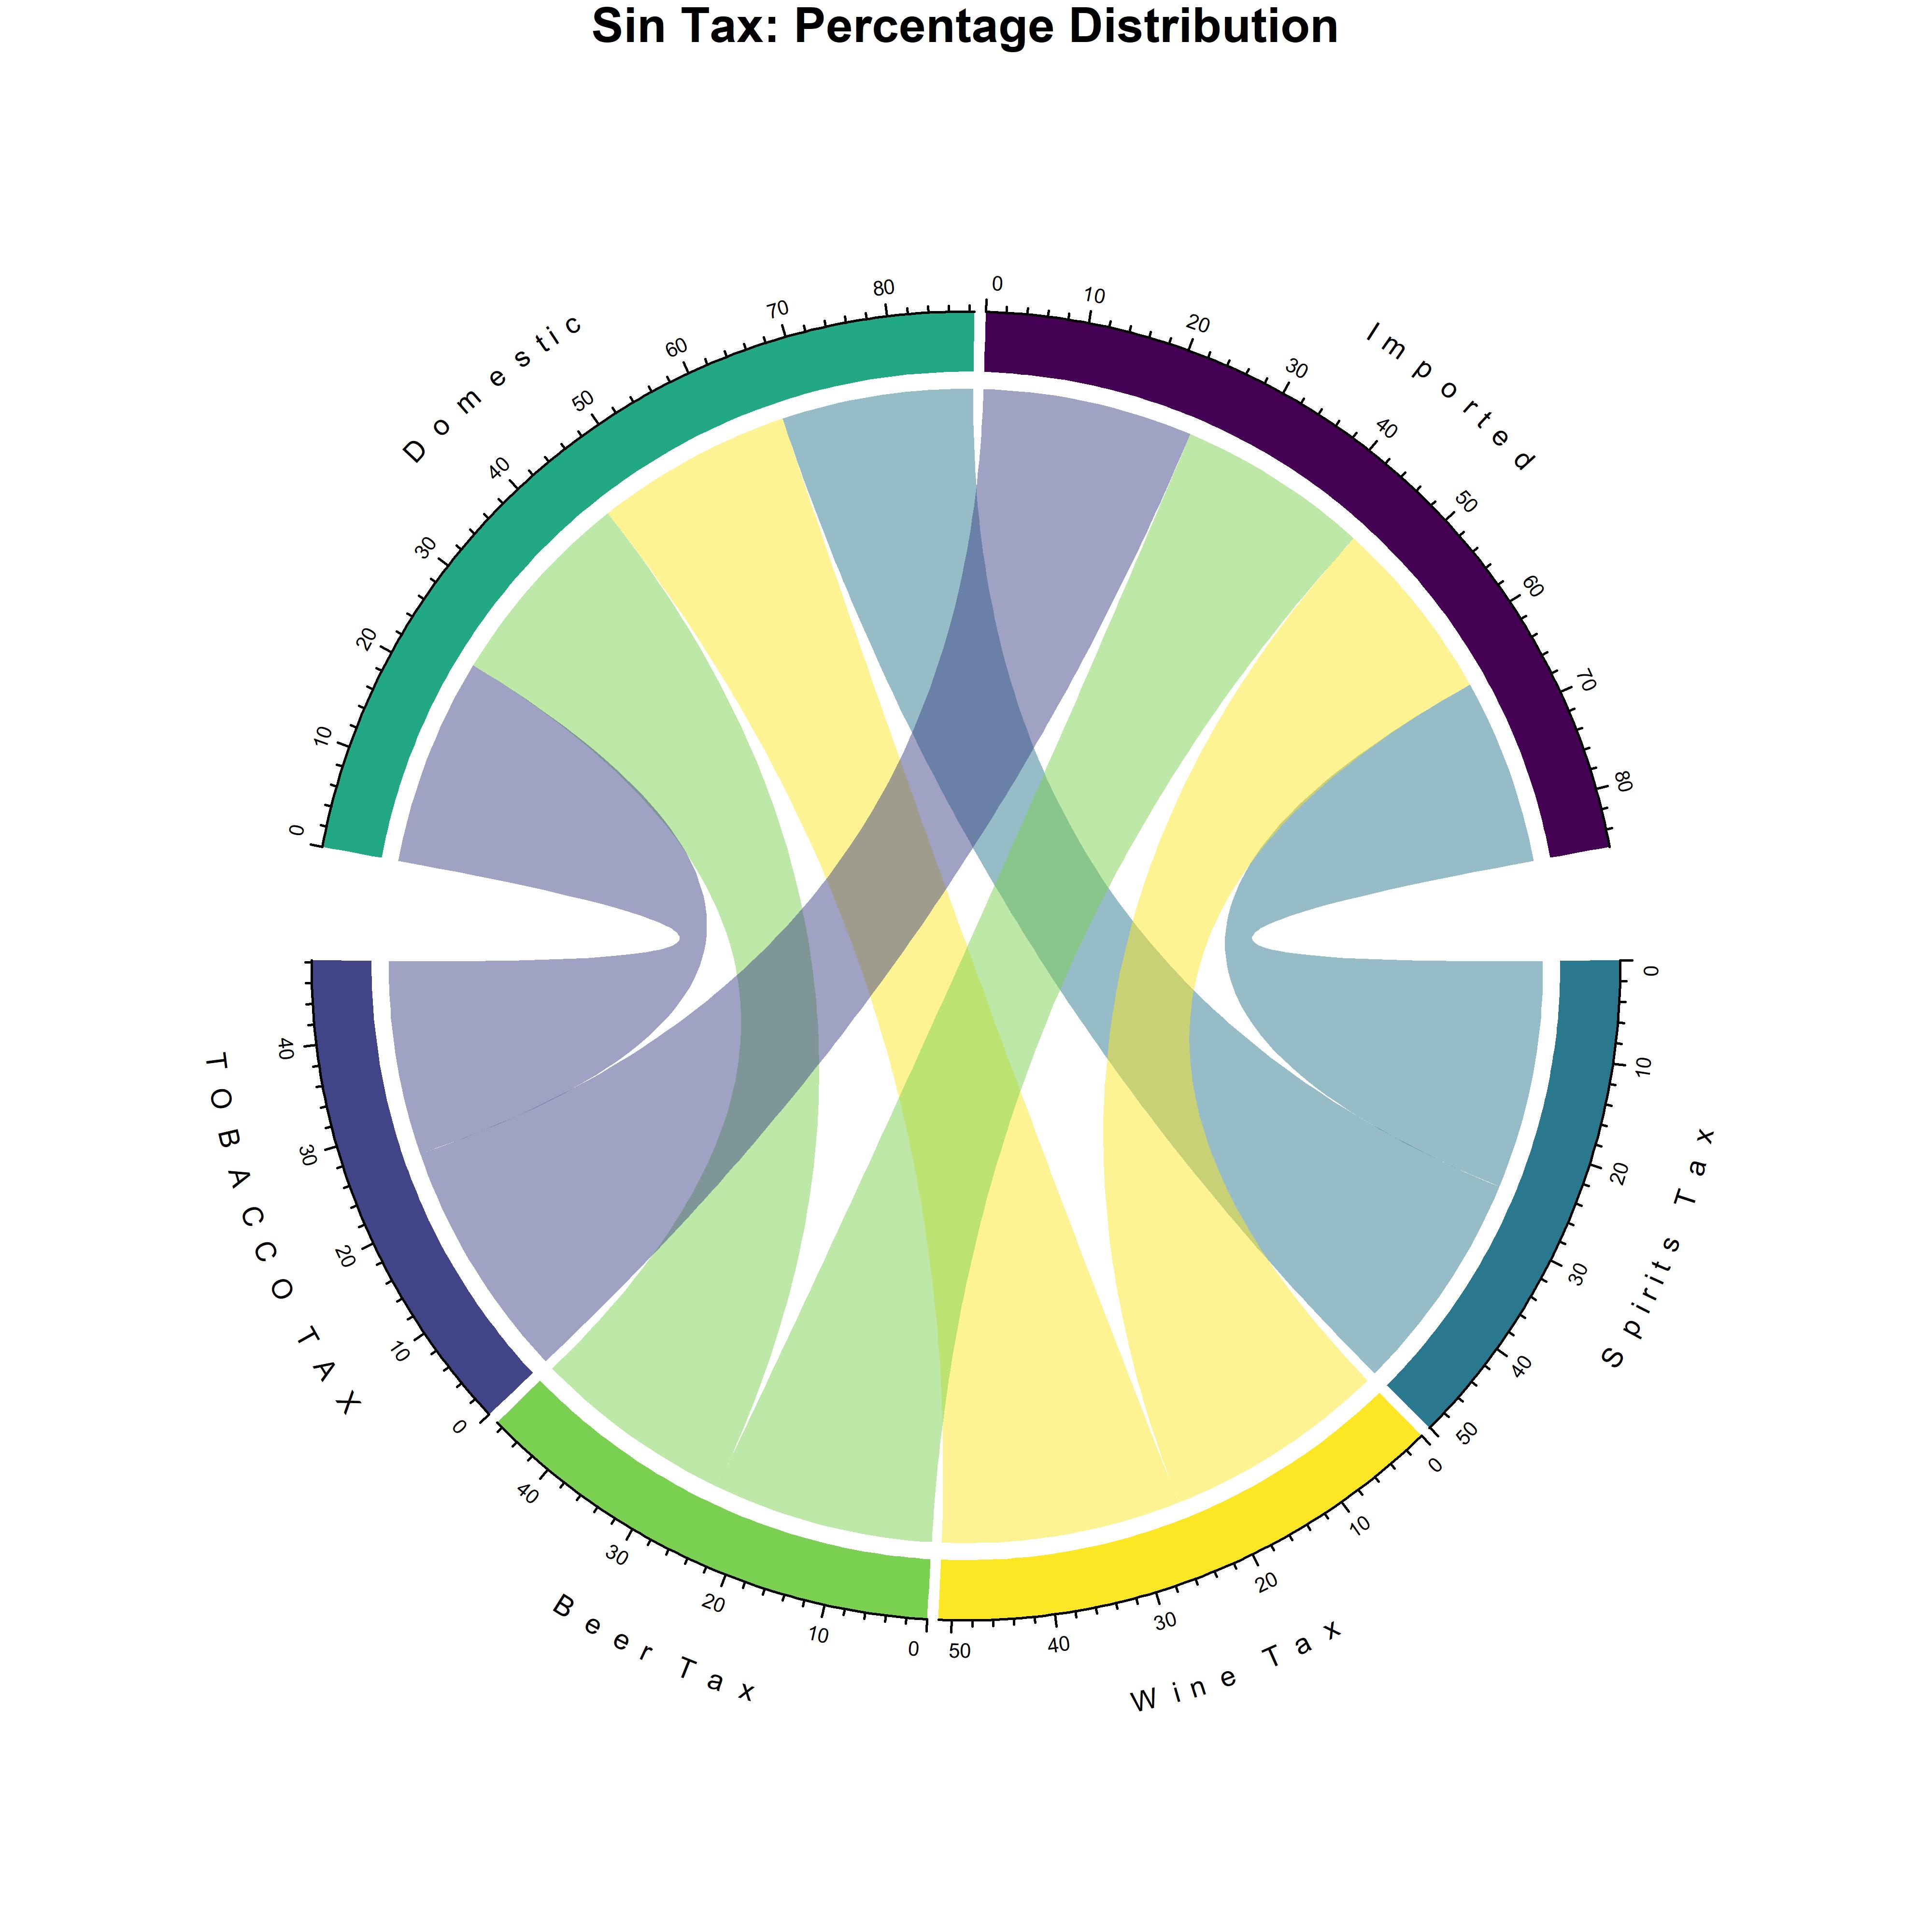 Sin Tax: Percentage Distribution
Domestic
0 10 20 30 40 50 60 70 80
Imported
0 10 20 30 40 50 60 70 80
Spirits Tax
0 10 20 30 40 50
Wine Tax
0 10 20 30 40 50
Beer Tax
0 10 20 30 40
TOBACCO TAX
0 10 20 30 40